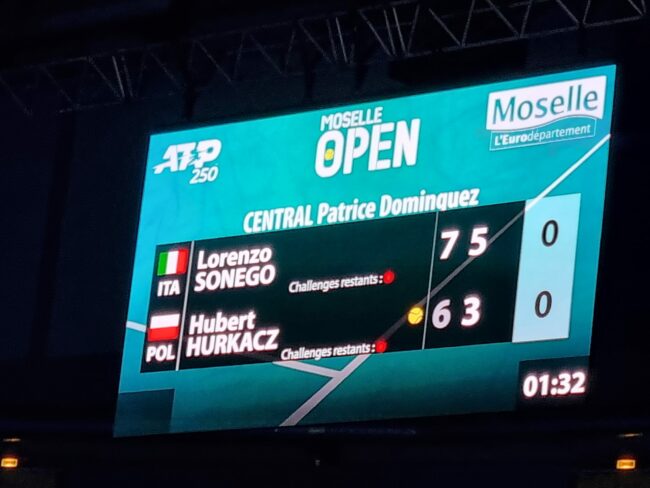 MOSELLE
OPEN
ATP
250
Moselle
L'Eurodépartement
CENTRAL Patrice Dominquez
ITA
Lorenzo
SONEGO
Challenges restants :
7 5
0
POL
Hubert
HURKACZ
Challenges restants :
6 3
0
01:32